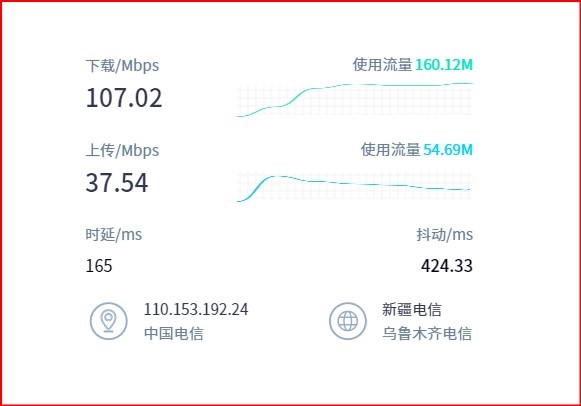 下载/Mbps
使用流量 160.12M
107.02
上传/Mbps
使用流量 54.69M
37.54
时延/ms
抖动/ms
165
424.33
110.153.192.24
新疆电信
中国电信
乌鲁木齐电信